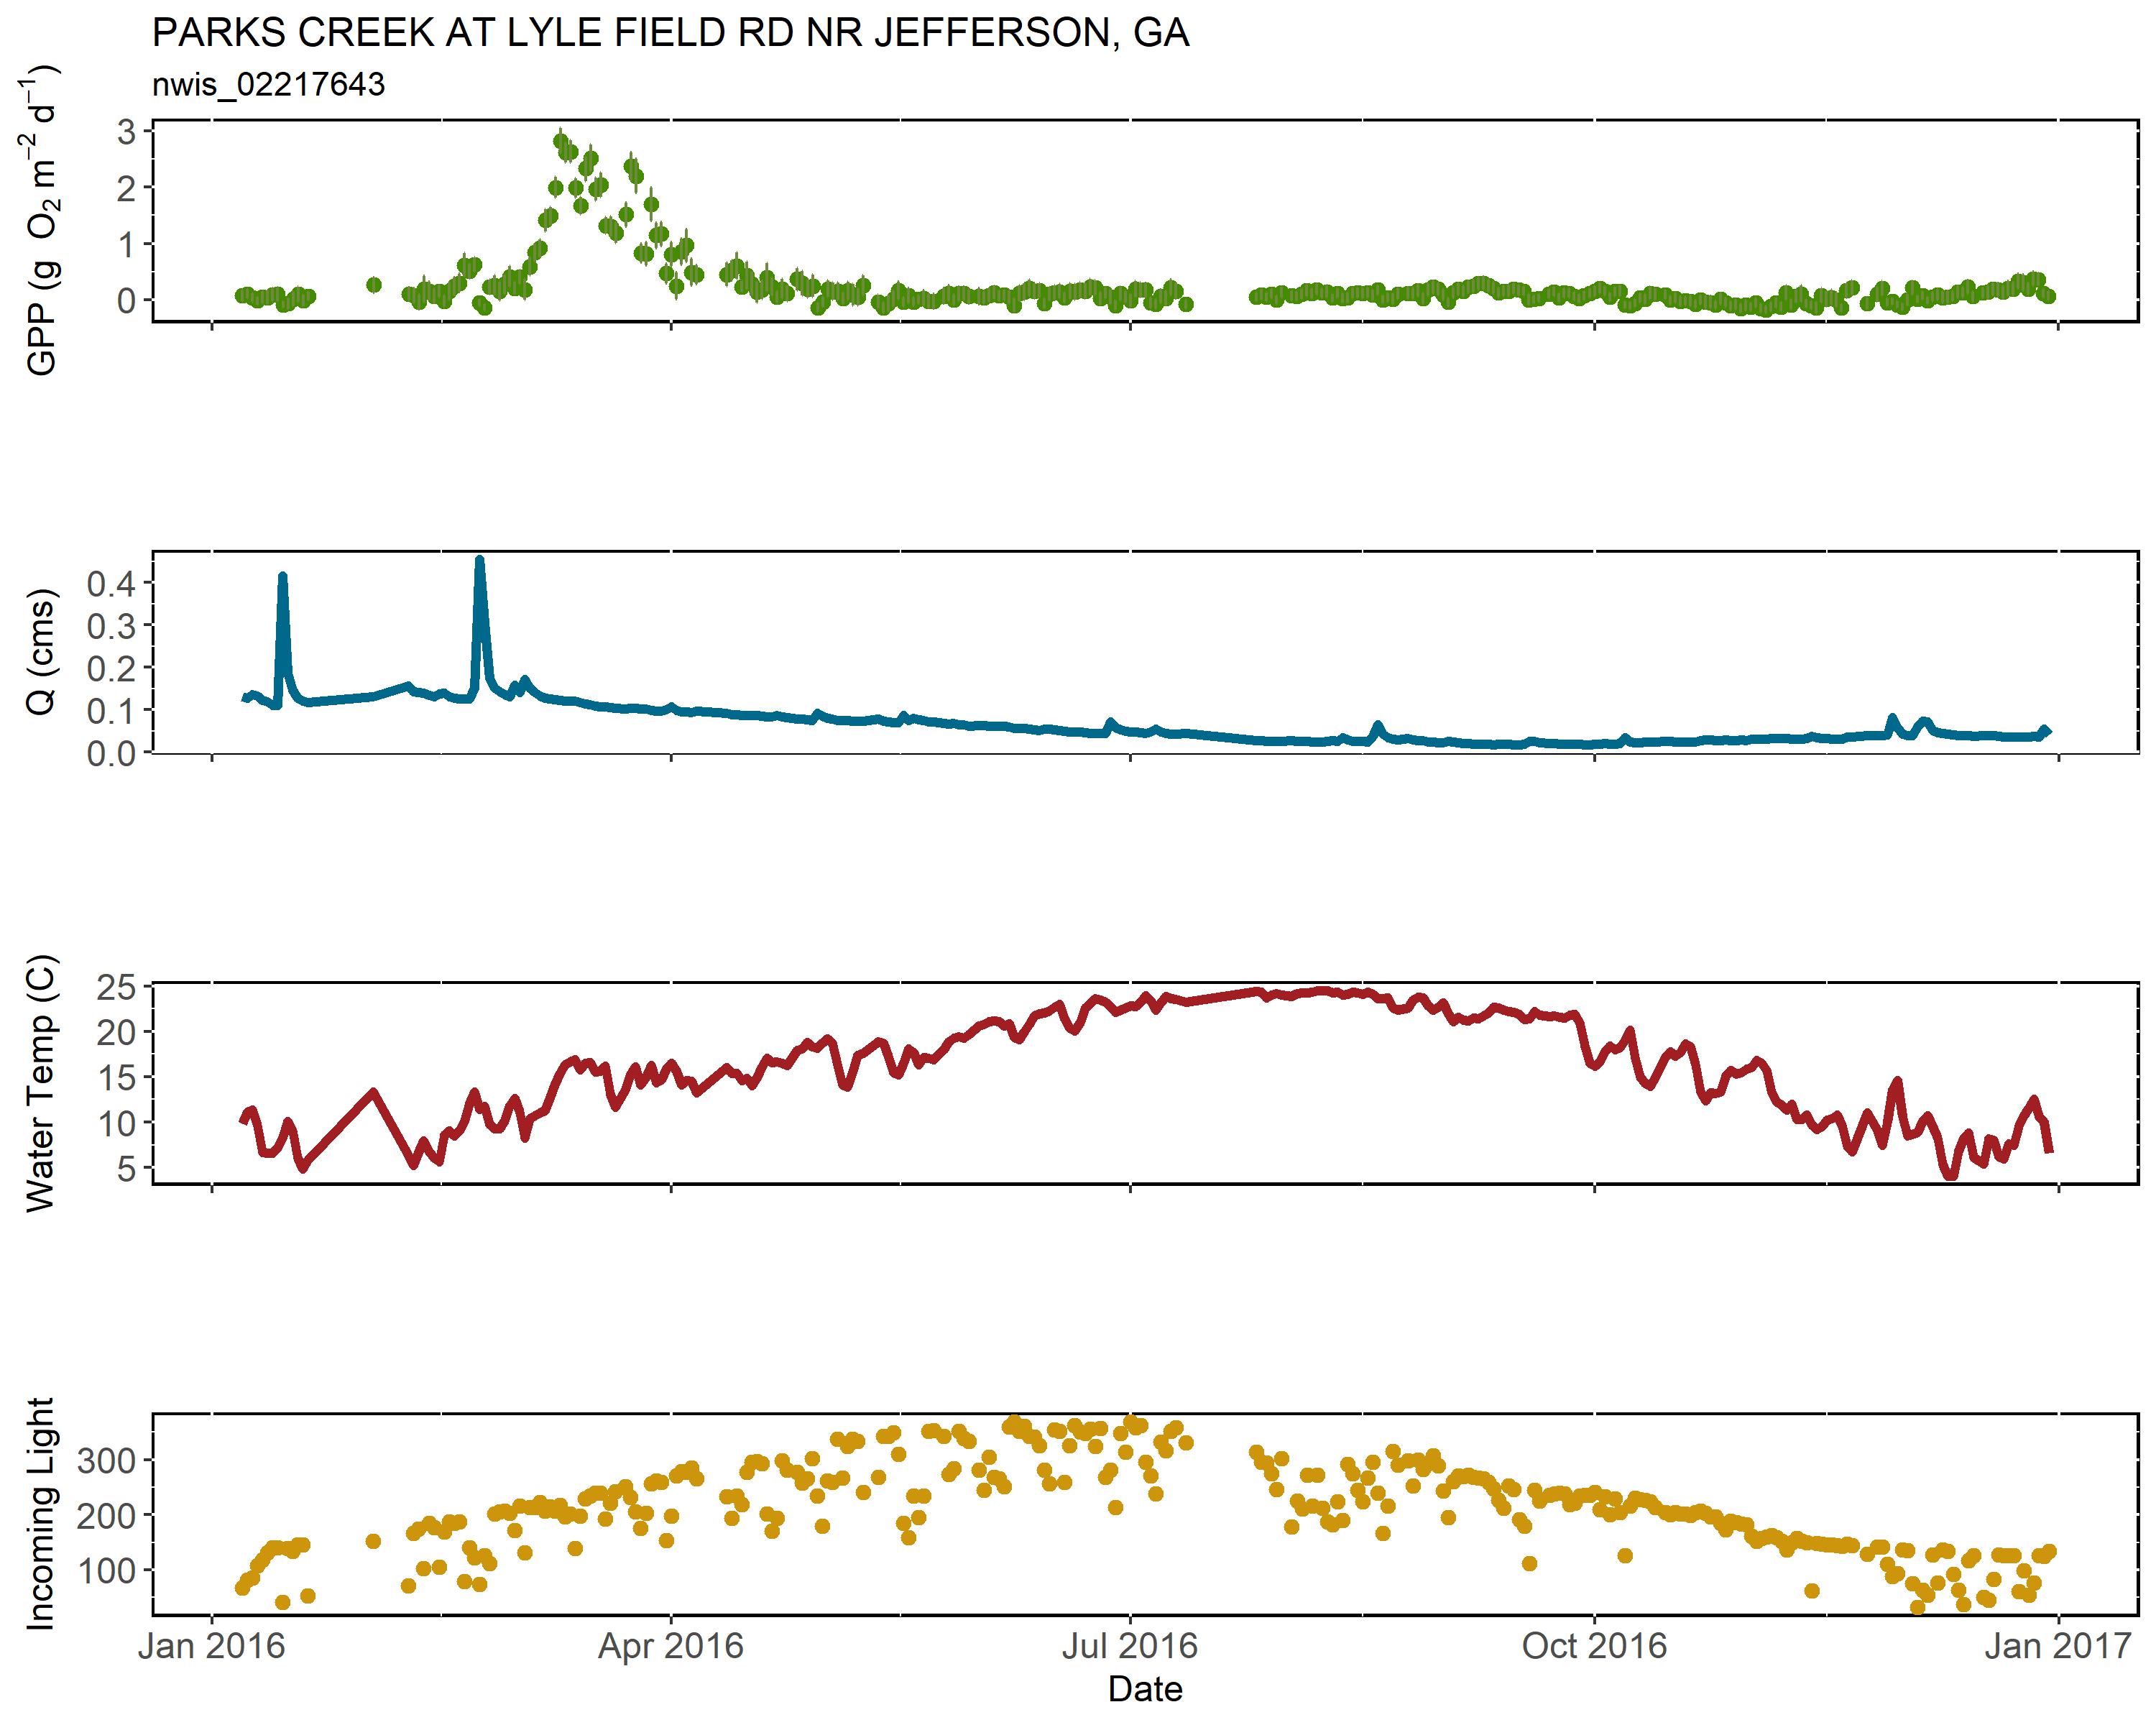 PARKS CREEK AT LYLE FIELD RD NR JEFFERSON, GA
nwis_02217643
GPP (g O₂ m⁻² d⁻¹)
3
2
1
0
Q (cms)
0.4
0.3
0.2
0.1
0.0
Water Temp (C)
25
20
15
10
5
Incoming Light
300
200
100
Jan 2016 Apr 2016 Jul 2016 Oct 2016 Jan 2017
Date